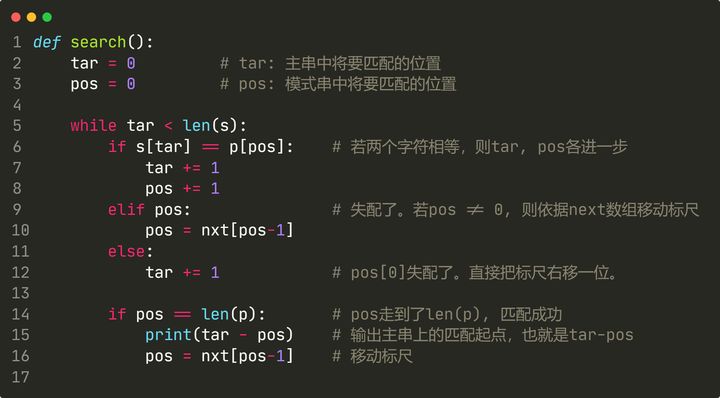 1 def search():
2     tar = 0         # tar: 主串中将要匹配的位置
3     pos = 0         # pos: 模式串中将要匹配的位置
4
5     while tar < len(s):
6         if s[tar] == p[pos]:    # 若两个字符相等，则tar, pos各进一步
7             tar += 1
8             pos += 1
9         elif pos:               # 失配了。若pos != 0, 则依据next数组移动标尺
10             pos = nxt[pos-1]
11         else:
12             tar += 1            # pos[0]失配了。直接把标尺右移一位。
13
14         if pos == len(p):       # pos走到了len(p), 匹配成功
15             print(tar - pos)    # 输出主串上的匹配起点，也就是tar-pos
16             pos = nxt[pos-1]    # 移动标尺
17